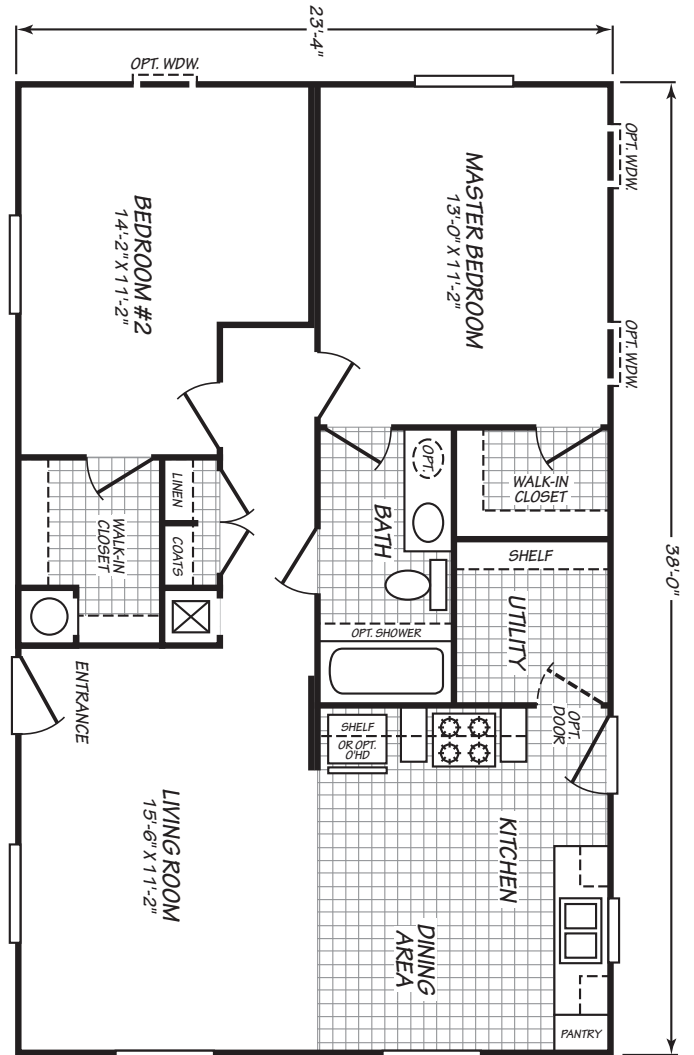 23'-4"
OPT. WDW.
38'-0"
OPT. WDW.
OPT. WDW.
MASTER BEDROOM
13'-0" X 11'-2"
BEDROOM #2
14'-2" X 11'-2"
WALK-IN
CLOSET
OPT.
BATH
LINEN
COATS
WALK-IN
CLOSET
SHELF
UTILITY
OPT. SHOWER
OPT.
DOOR
ENTRANCE
SHELF
OR OPT.
O'HD
KITCHEN
LIVING ROOM
15'-6" X 11'-2"
DINING
AREA
PANTRY